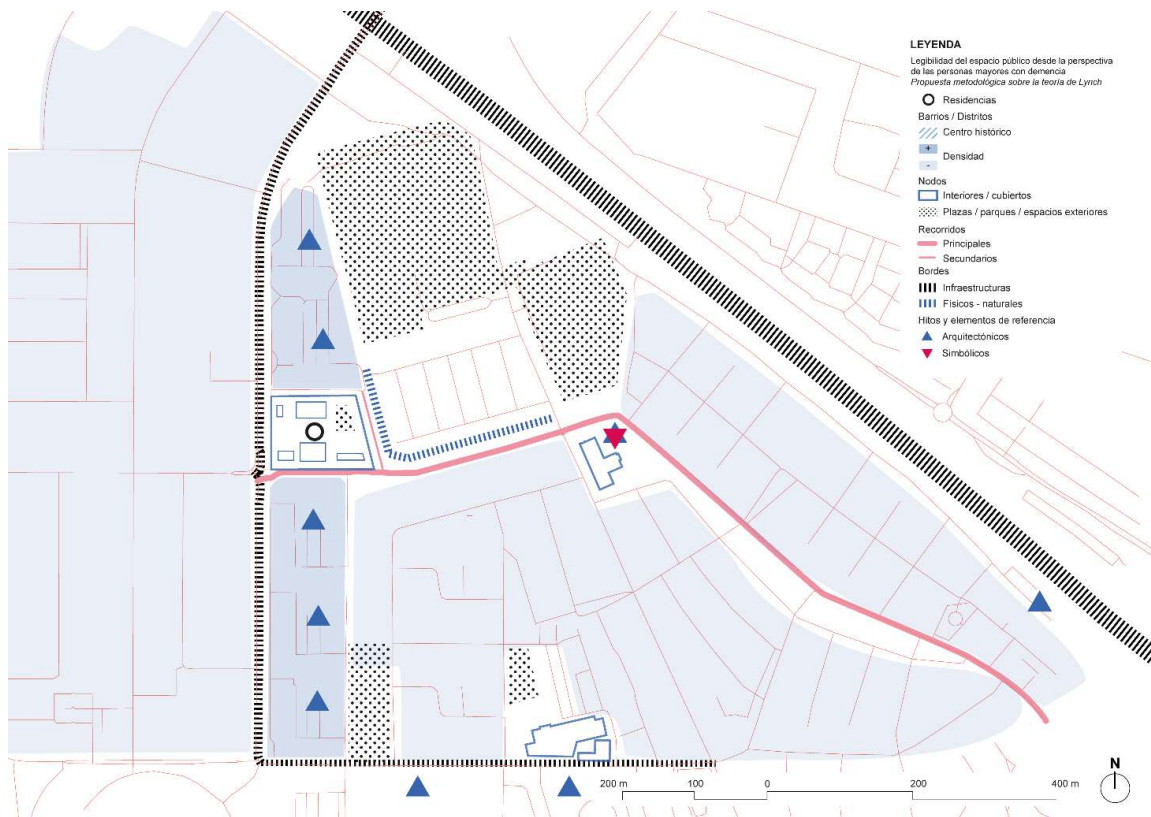 LEYENDA
Legibilidad del espacio público desde la perspectiva
de las personas mayores con demencia
Propuesta metodológica sobre la teoría de Lynch
Residencias
Barrios / Distritos
Centro histórico
+
Densidad
-
Nodos
Interiores / cubiertos
Plazas / parques / espacios exteriores
Recorridos
Principales
Secundarios
Bordes
Infraestructuras
Físicos - naturales
Hitos y elementos de referencia
Arquitectónicos
Simbólicos
200 m 100 0 200 400 m
N